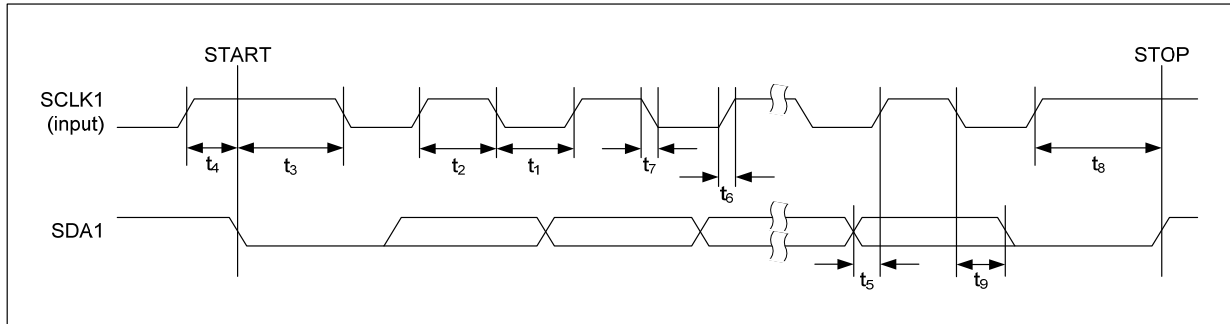 START
STOP
SCLK1
(input)
t4
t3
t2
t1
t7
t6
t8
SDA1
t5
t9